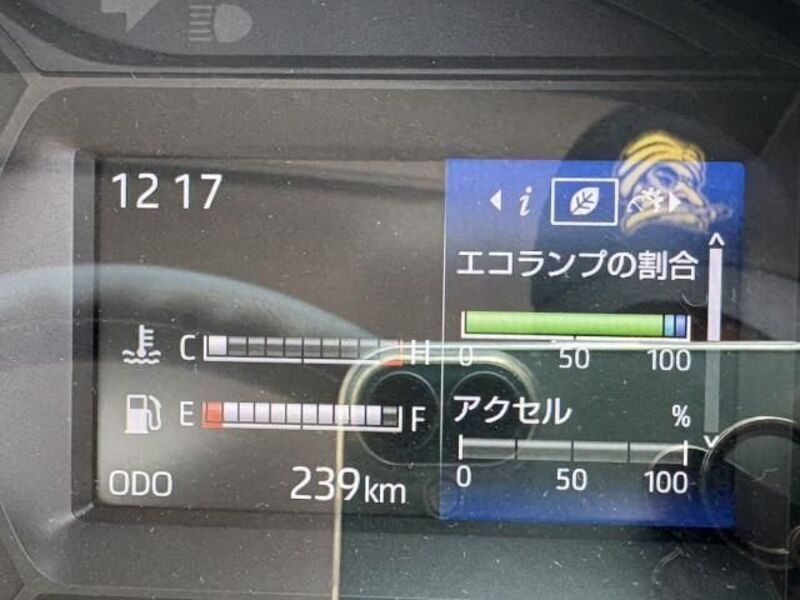 12 17
i
エコランプの割合
0 50 100
C H
E F
アクセル %
0 50 100
ODO 239km